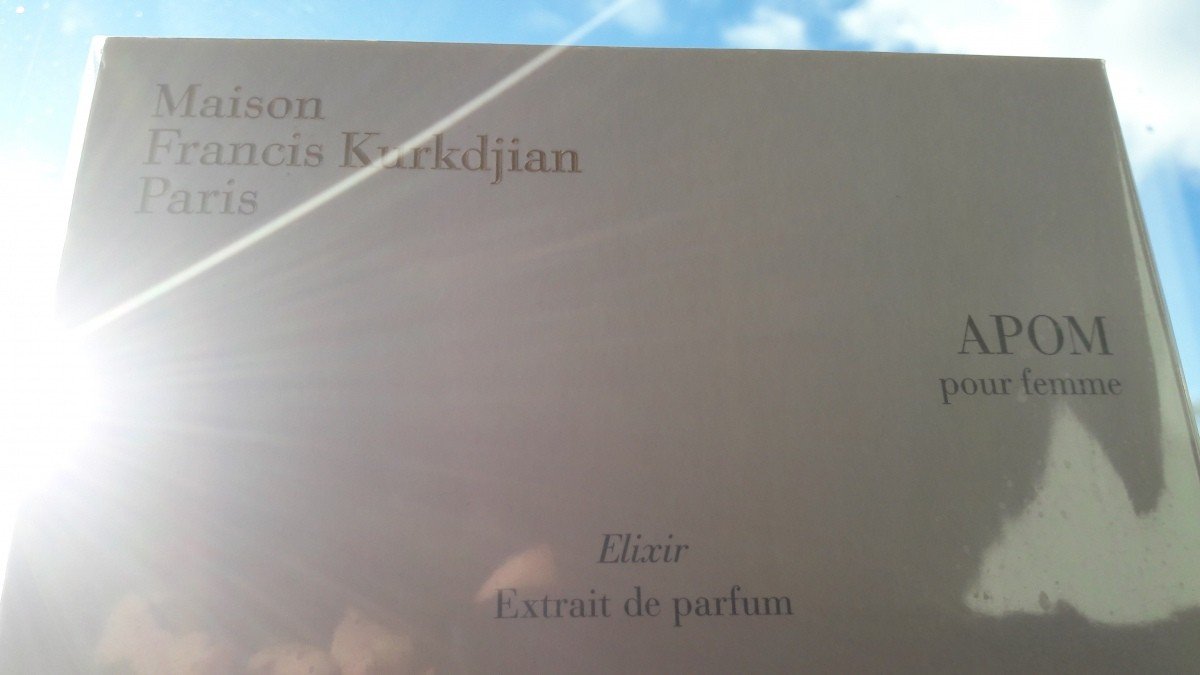 Maison
Francis Kurkdjian
Paris
APOM
pour femme
Elixir
Extrait de parfum